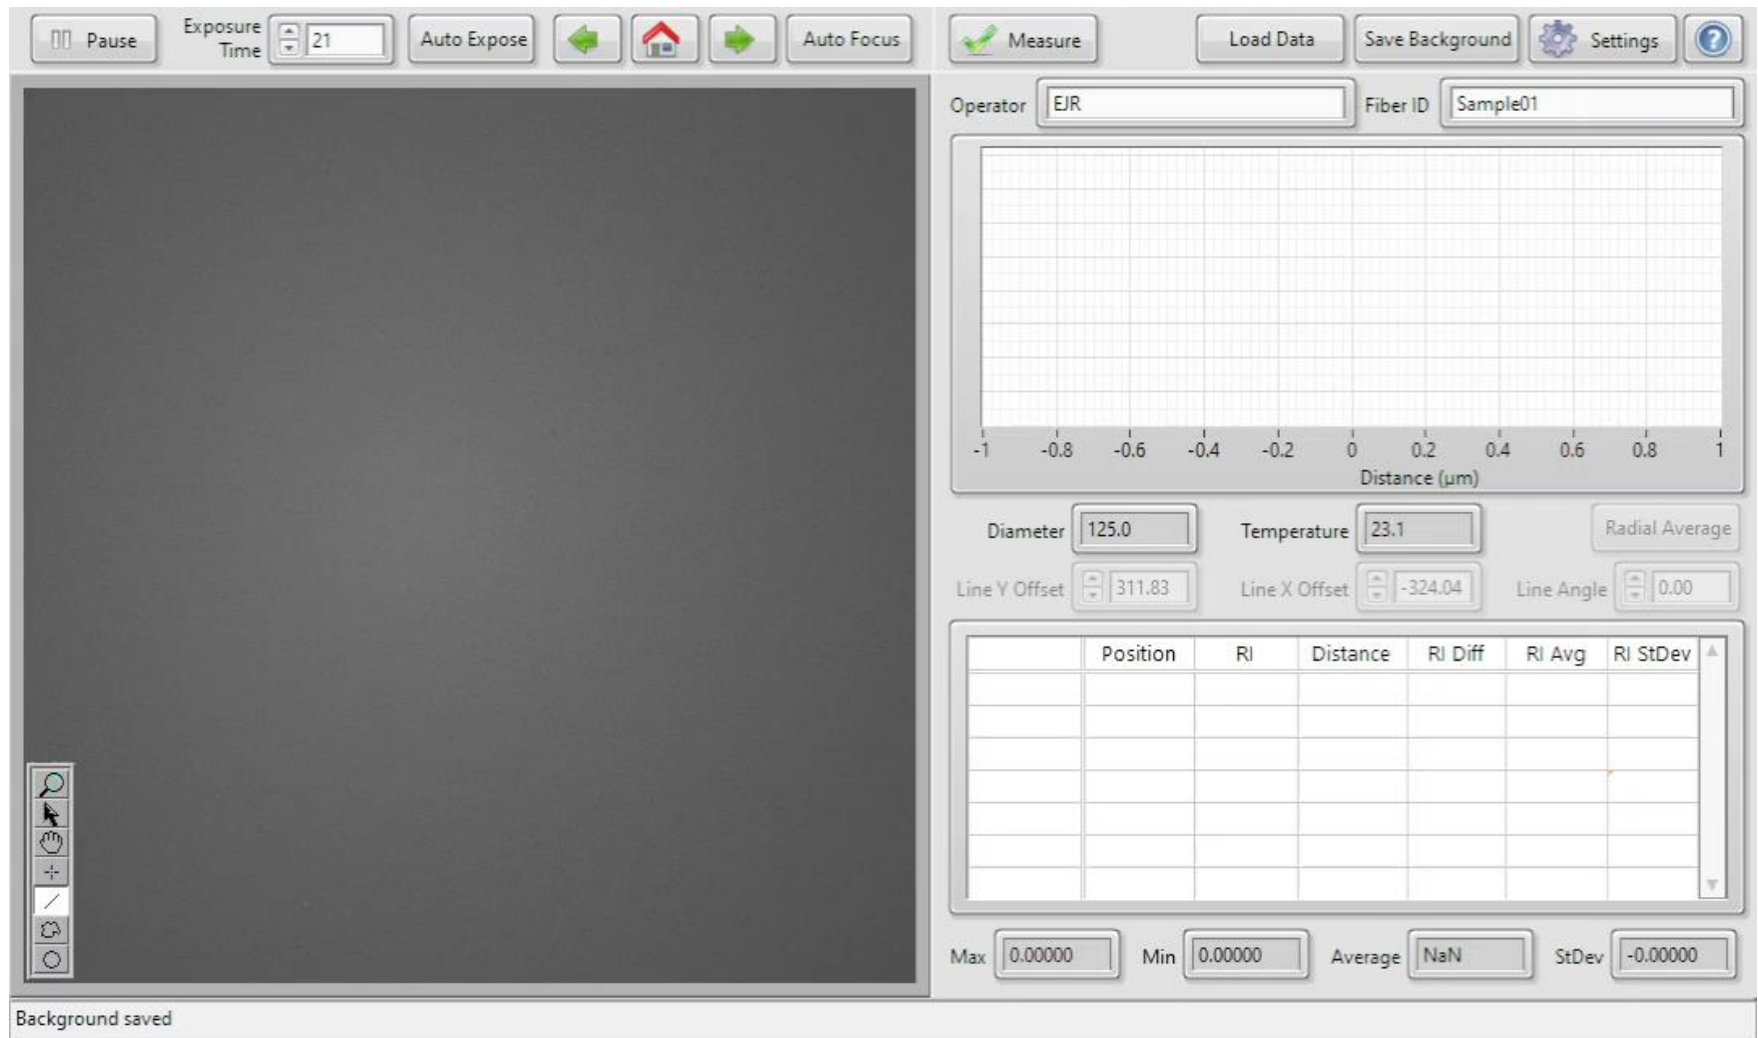 Pause
Exposure Time 21
Auto Expose
Auto Focus
Measure
Load Data
Save Background
Settings
Operator EJR
Fiber ID Sample01
-1 -0.8 -0.6 -0.4 -0.2 0 0.2 0.4 0.6 0.8 1
Distance (µm)
Diameter 125.0 Temperature 23.1 Radial Average
Line Y Offset 311.83 Line X Offset -324.04 Line Angle 0.00
Position RI Distance RI Diff RI Avg RI StDev
Max 0.00000 Min 0.00000 Average NaN StDev -0.00000
Background saved